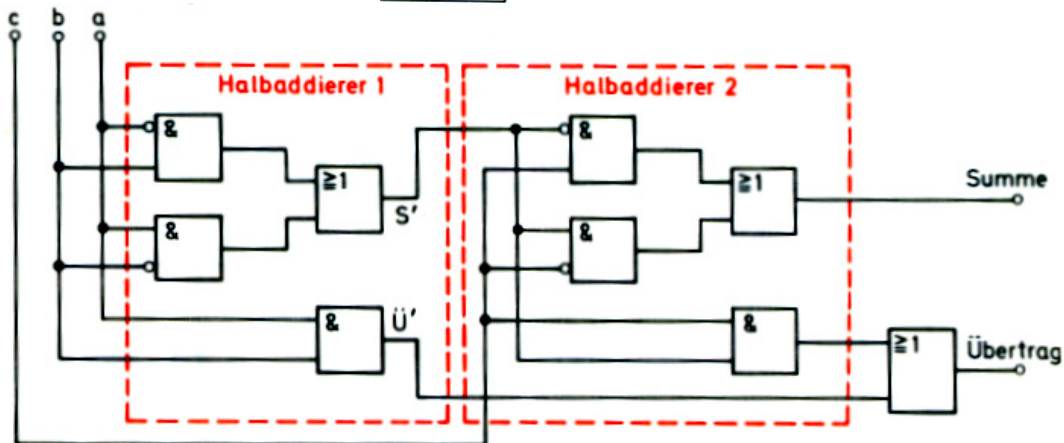 c b a
Halbaddierer 1
Halbaddierer 2
&
&
≥1
≥1
&
&
S'
Summe
&
Ü'
&
≥1
Übertrag